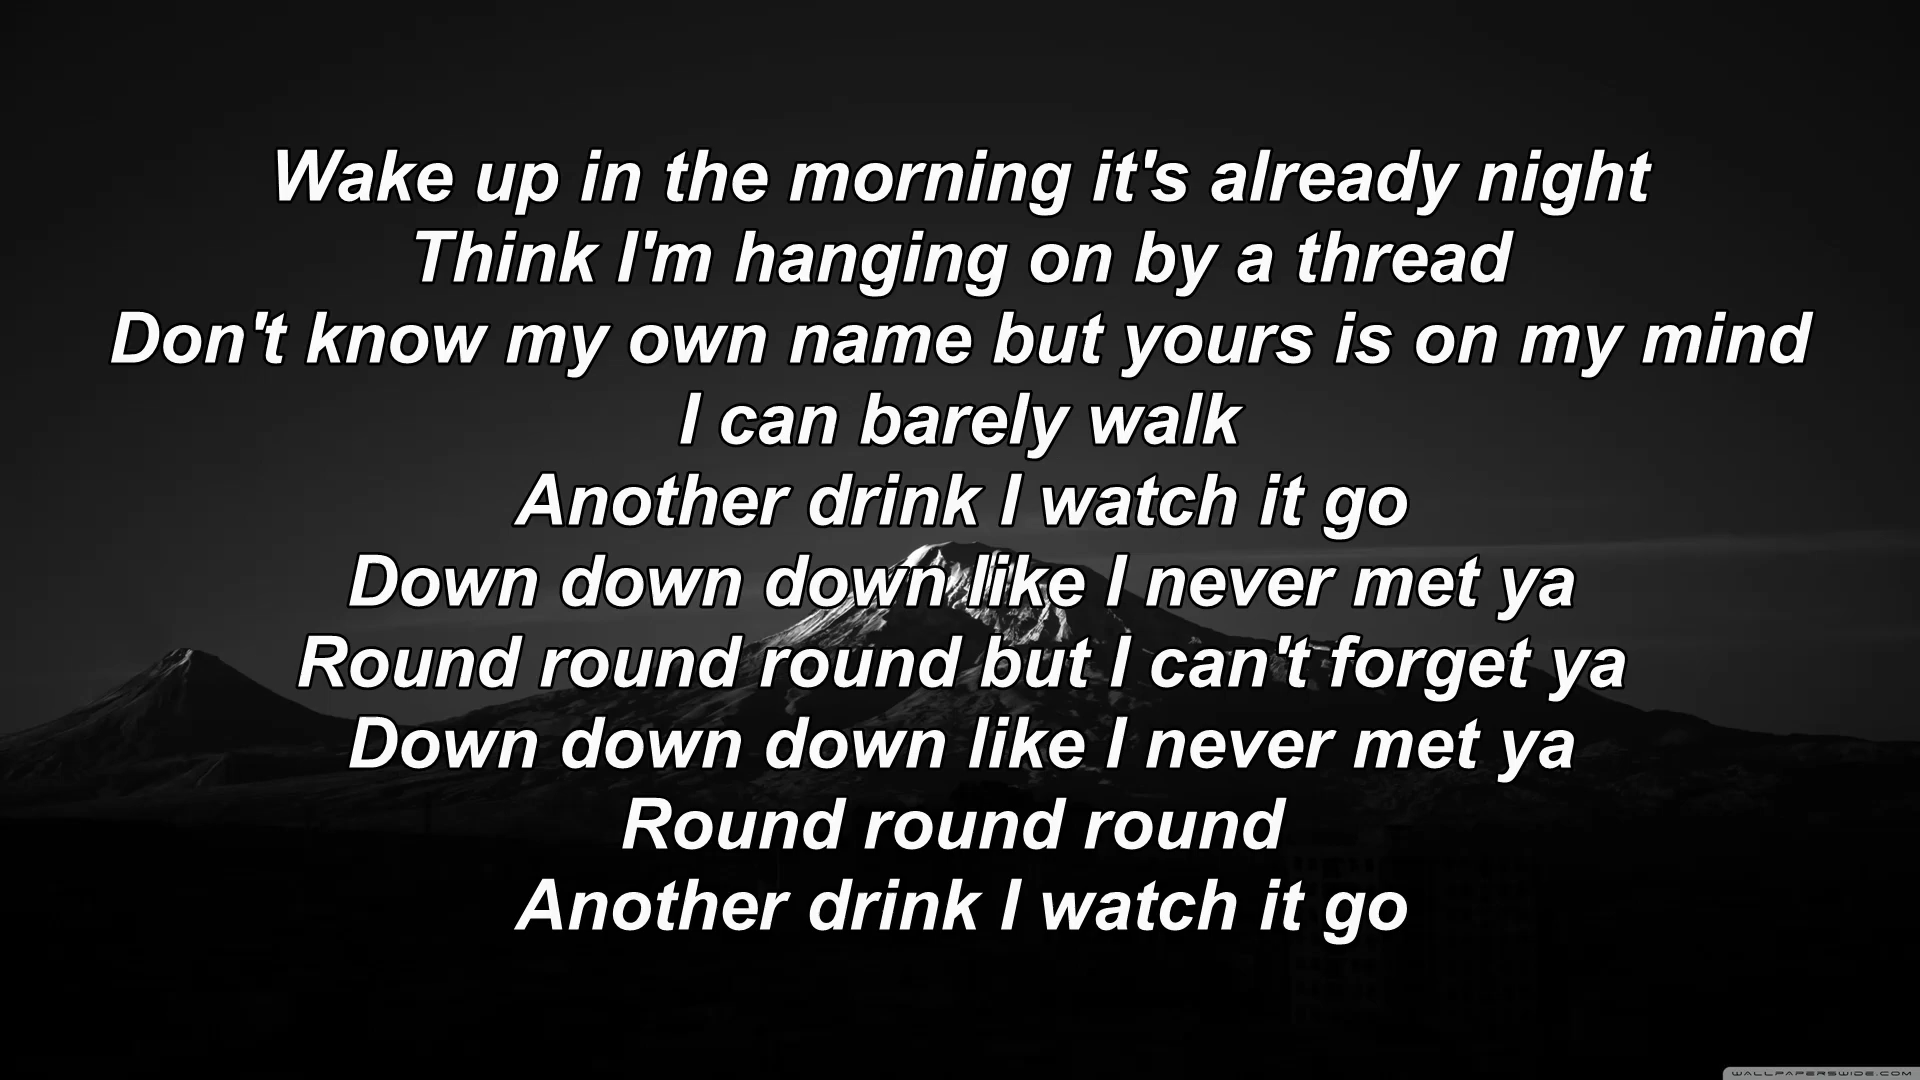 Wake up in the morning it's already night
Think I'm hanging on by a thread
Don't know my own name but yours is on my mind
I can barely walk
Another drink I watch it go
Down down down like I never met ya
Round round round but I can't forget ya
Down down down like I never met ya
Round round round
Another drink I watch it go
WALLPAPERSWIDE.COM